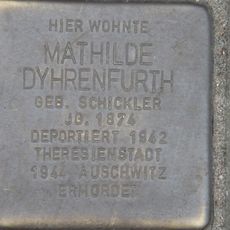 HIER WOHNTE
MATHILDE
DYHRENFURTH
GEB. SCHICKLER
JG. 1874
DEPORTIERT 1942
THERESIENSTADT
1944 AUSCHWITZ
ERMORDET